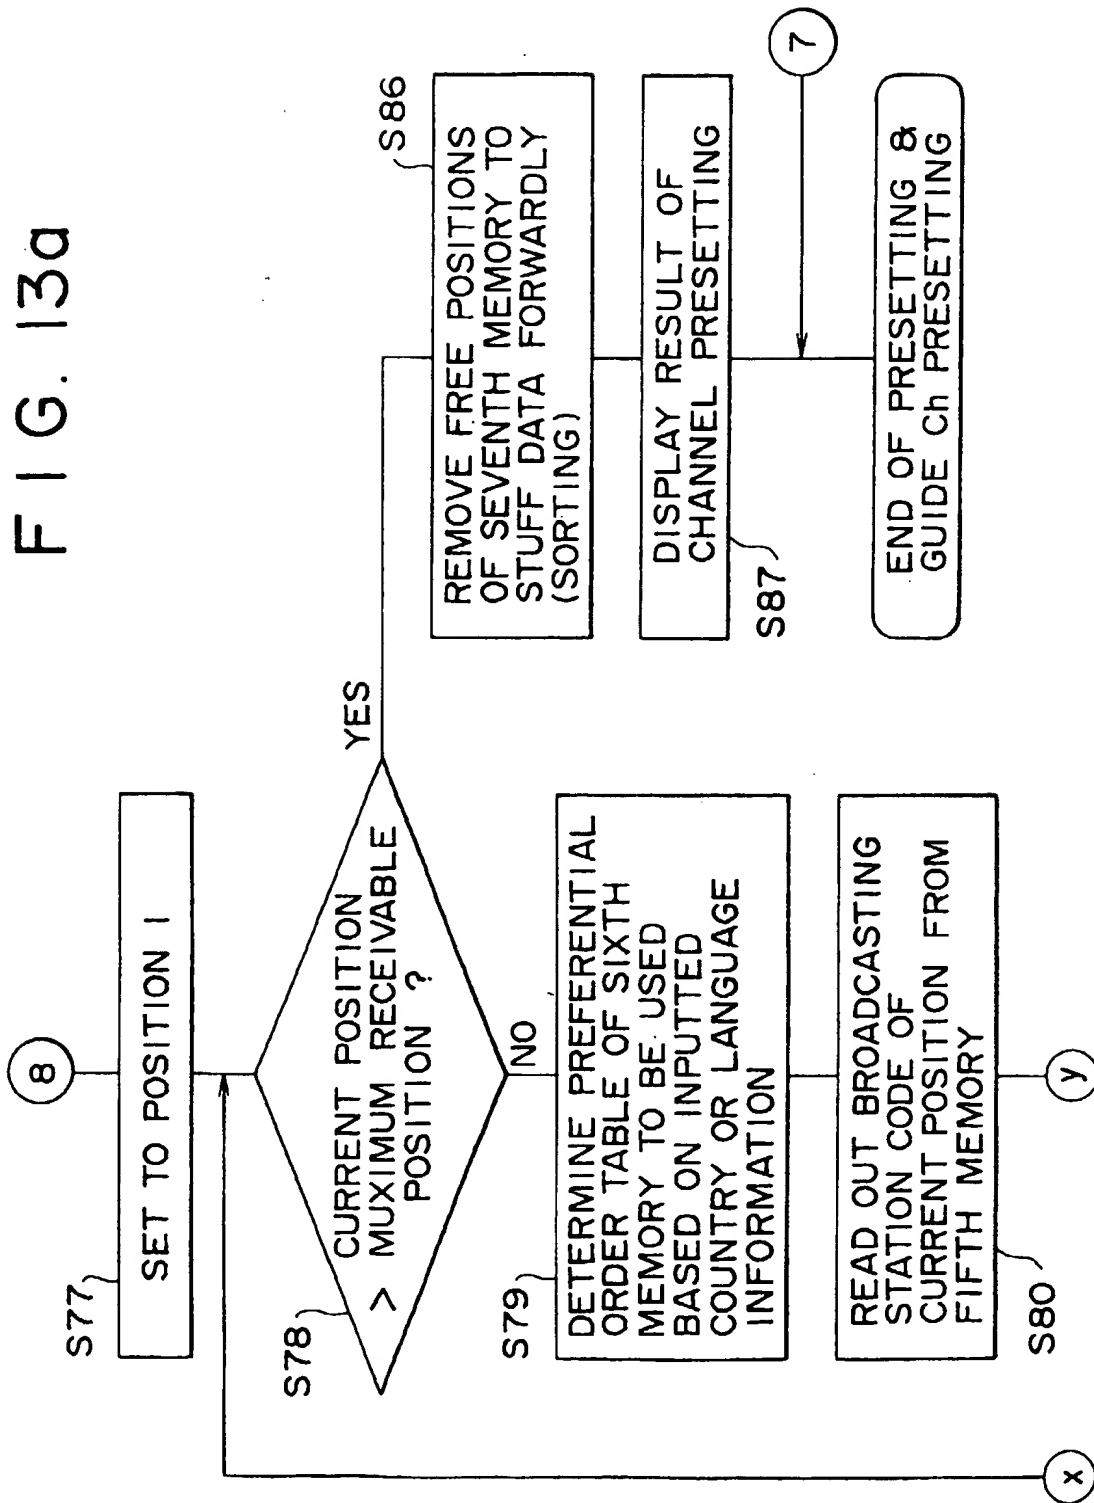 FIG. 13a
8
S77
SET TO POSITION 1
S78
CURRENT POSITION
> MUXIMUM RECEIVABLE
POSITION ?
YES
NO
S79
DETERMINE PREFERENTIAL
ORDER TABLE OF SIXTH
MEMORY TO BE USED
BASED ON INPUTTED
COUNTRY OR LANGUAGE
INFORMATION
READ OUT BROADCASTING
STATION CODE OF
CURRENT POSITION FROM
FIFTH MEMORY
S80
x
y
S86
REMOVE FREE POSITIONS
OF SEVENTH MEMORY TO
STUFF DATA FORWARDLY
(SORTING)
DISPLAY RESULT OF
CHANNEL PRESETTING
S87
7
END OF PRESETTING &
GUIDE Ch PRESETTING